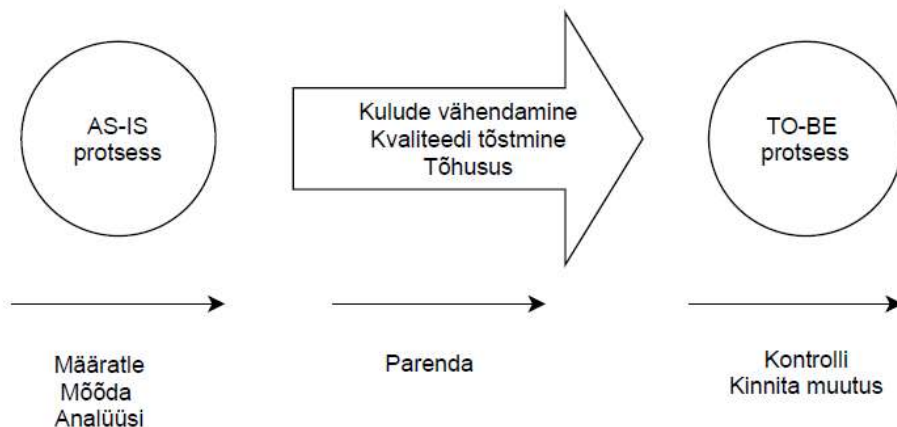 AS-IS
protsess
Kulude vähendamine
Kvaliteedi tõstmine
Tõhusus
TO-BE
protsess
Määratle
Mõõda
Analüüsi
Parenda
Kontrolli
Kinnita muutus